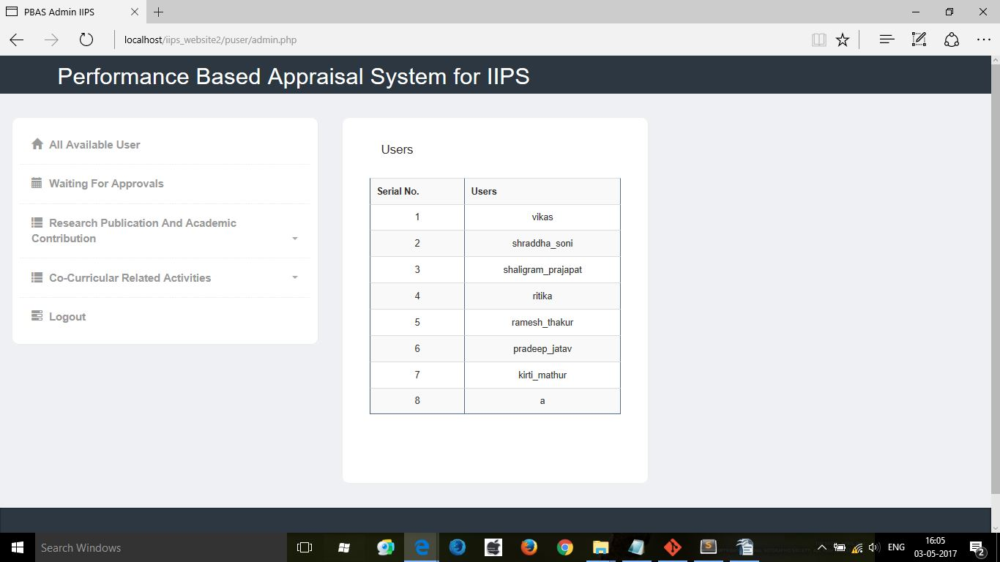 PBAS Admin IIPS
localhost/iips_website2/puser/admin.php
Performance Based Appraisal System for IIPS
All Available User
Waiting For Approvals
Research Publication And Academic
Contribution
Co-Curricular Related Activities
Logout
Users
Serial No. Users
1 vikas
2 shraddha_soni
3 shaligram_prajapat
4 ritika
5 ramesh_thakur
6 pradeep_jatav
7 kirti_mathur
8 a
Search Windows
ENG
16:05
03-05-2017
2